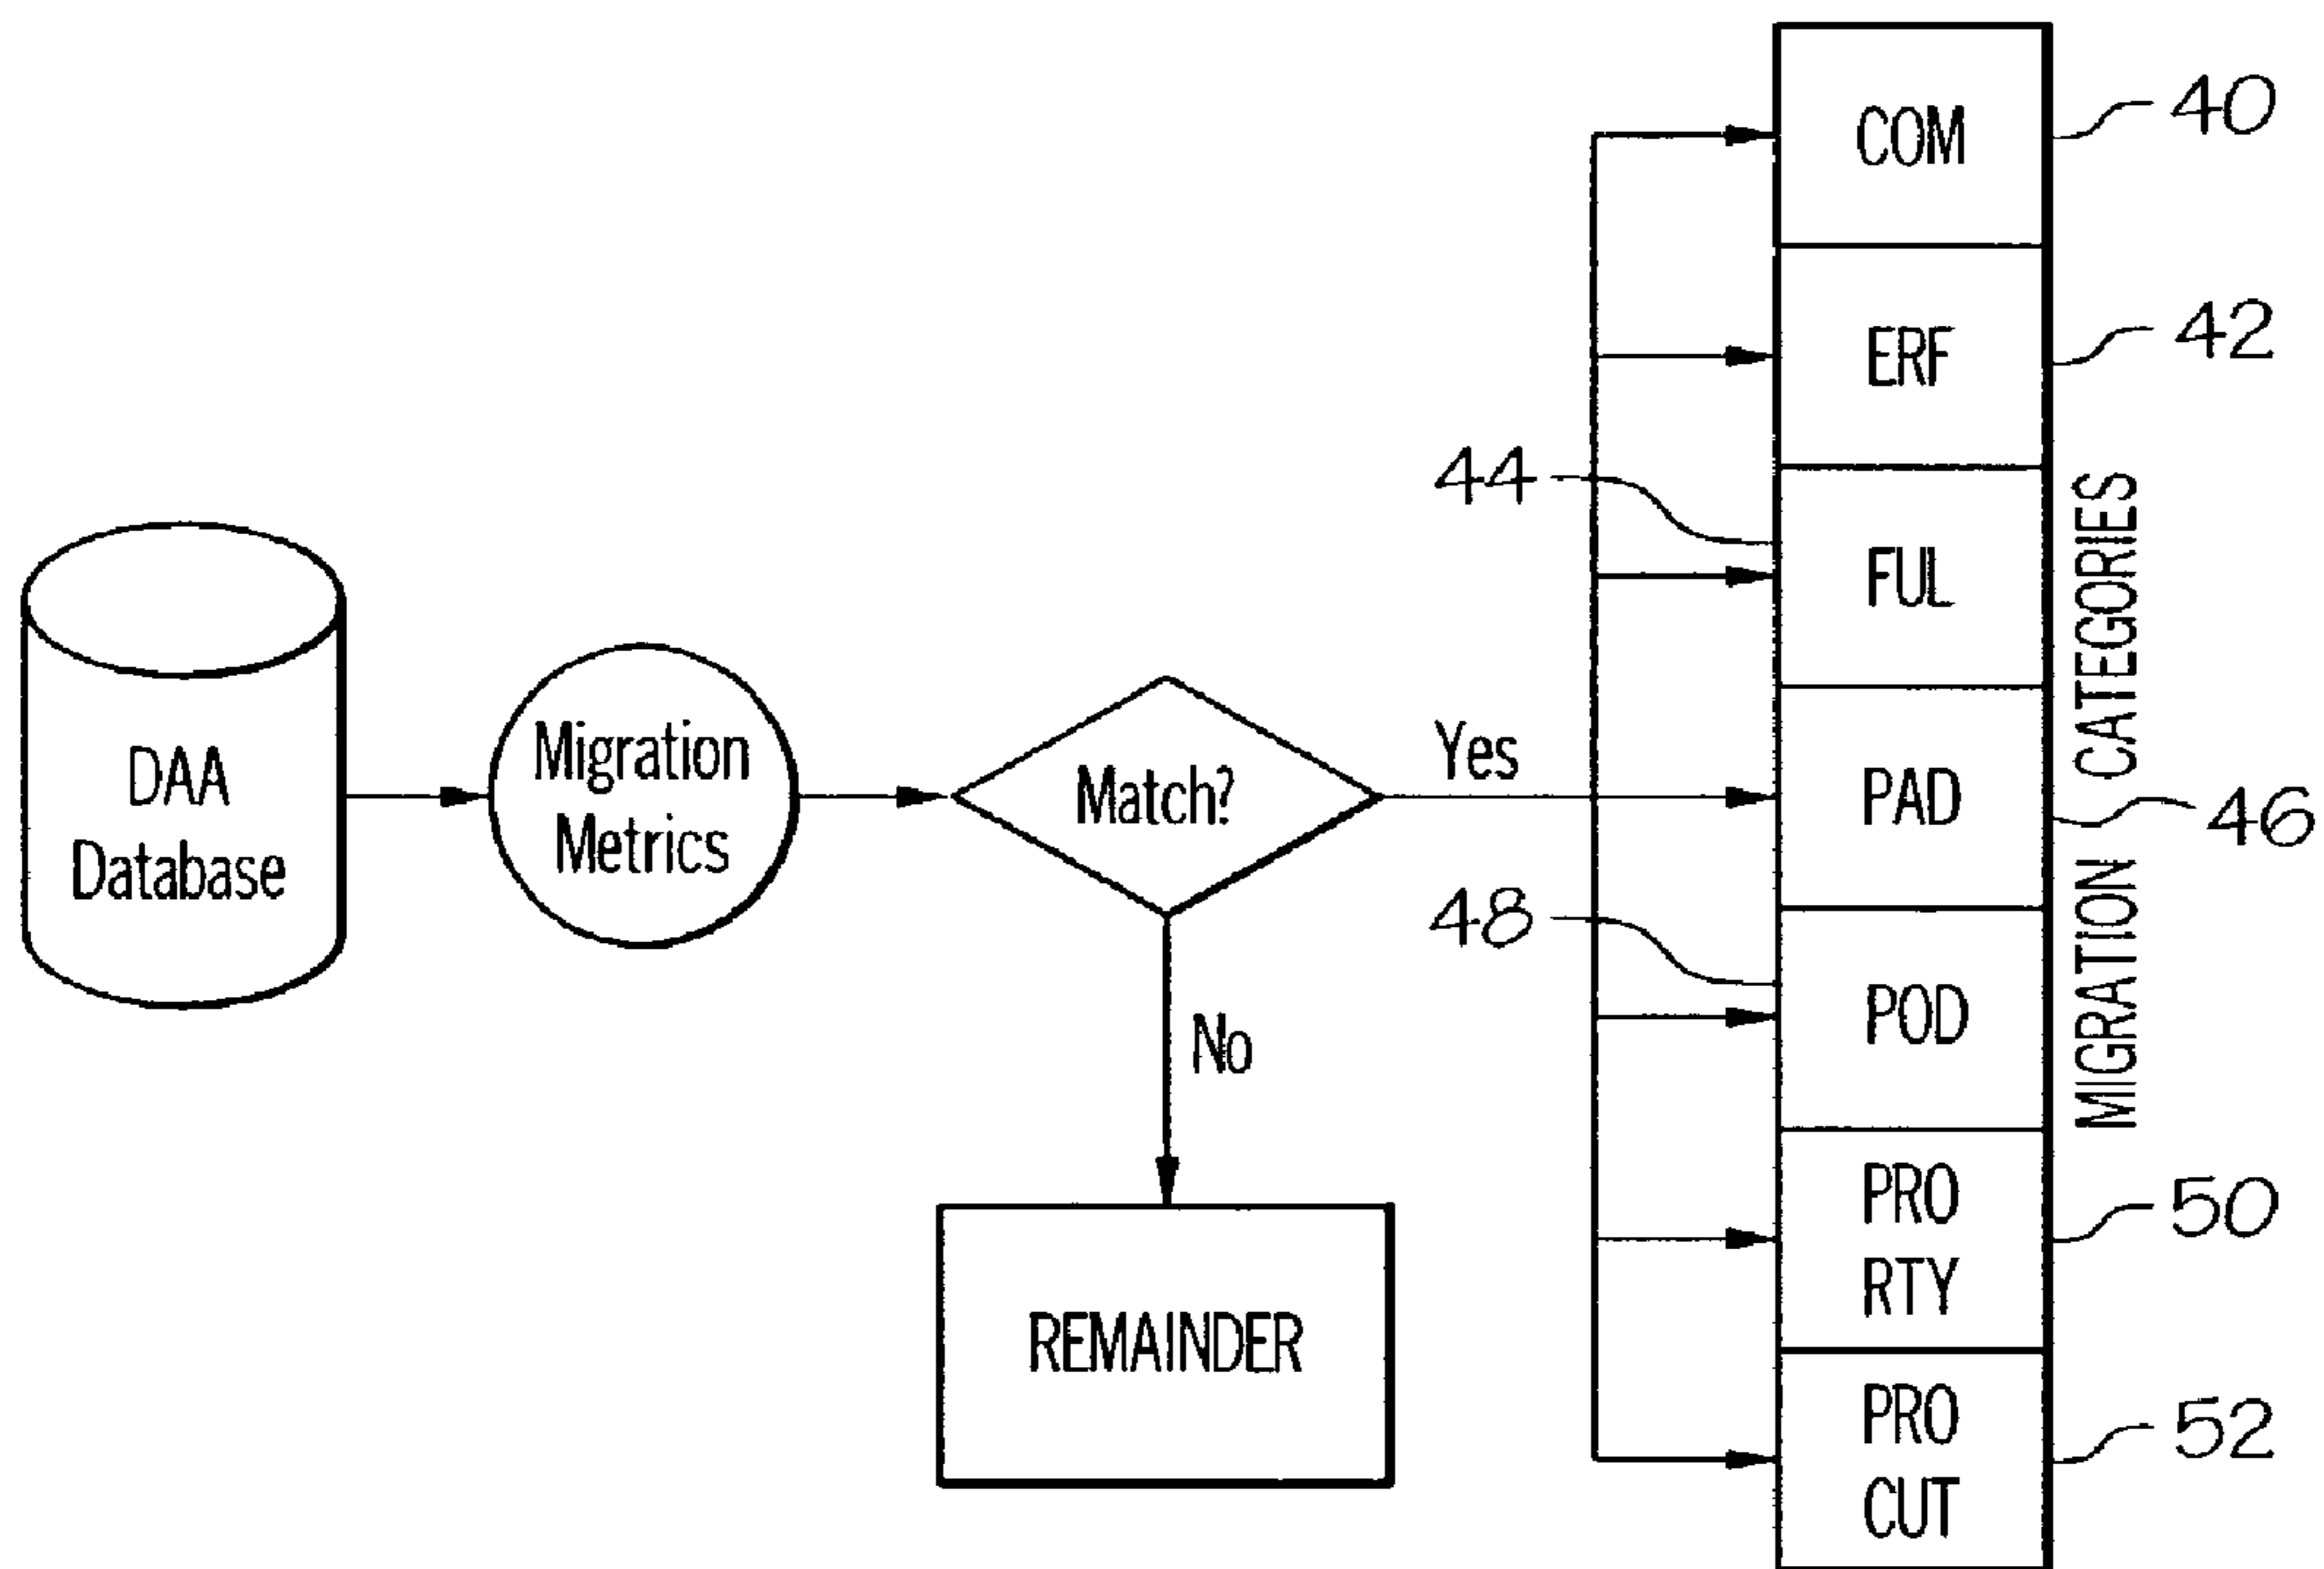 DAA
Database
Migration
Metrics
Match?
Yes
No
REMAINDER
COM
40
ERF
42
44
FUL
PAD
46
48
POD
PRO
RTY
50
PRO
CUT
52
MIGRATION CATEGORIES